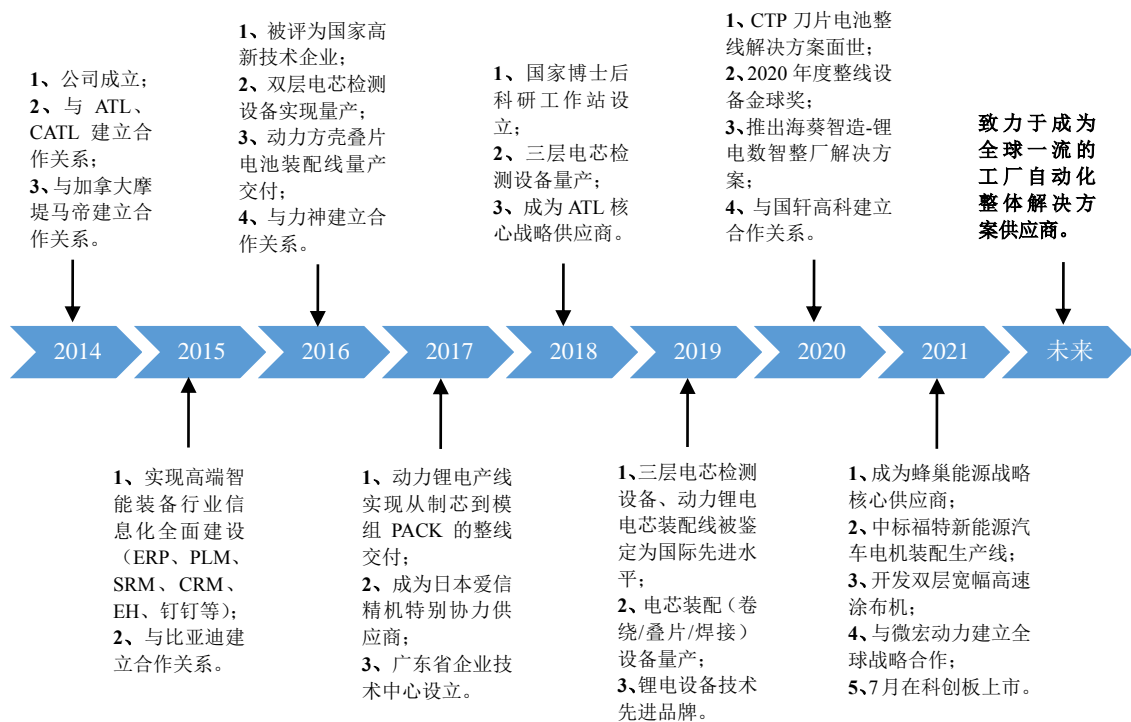 1、公司成立；
2、与 ATL、
CATL 建立合
作关系；
3、与加拿大摩
堤马帝建立合
作关系。
1、被评为国家高
新技术企业；
2、双层电芯检测
设备实现量产；
3、动力方壳叠片
电池装配线量产
交付；
4、与力神建立合
作关系。
1、国家博士后
科研工作站设
立；
2、三层电芯检
测设备量产；
3、成为 ATL 核
心战略供应商。
1、CTP 刀片电池整
线解决方案面世；
2、2020 年度整线设
备金球奖；
3、推出海葵智造-锂
电数智整厂解决方
案；
4、与国轩高科建立
合作关系。
致力于成为
全球一流的
工厂自动化
整体解决方
案供应商。
2014
2015
2016
2017
2018
2019
2020
2021
未来
1、实现高端智
能装备行业信
息化全面建设
（ERP、PLM、
SRM、CRM、
EH、钉钉等）；
2、与比亚迪建
立合作关系。
1、动力锂电产线
实现从制芯到模
组 PACK 的整线
交付；
2、成为日本爱信
精机特别协力供
应商；
3、广东省企业技
术中心设立。
1、三层电芯检测
设备、动力锂电
电芯装配线被鉴
定为国际先进水
平；
2、电芯装配（卷
绕/叠片/焊接）
设备量产；
3、锂电设备技术
先进品牌。
1、成为蜂巢能源战略
核心供应商；
2、中标福特新能源汽
车电机装配生产线；
3、开发双层宽幅高速
涂布机；
4、与微宏动力建立全
球战略合作；
5、7月在科创板上市。